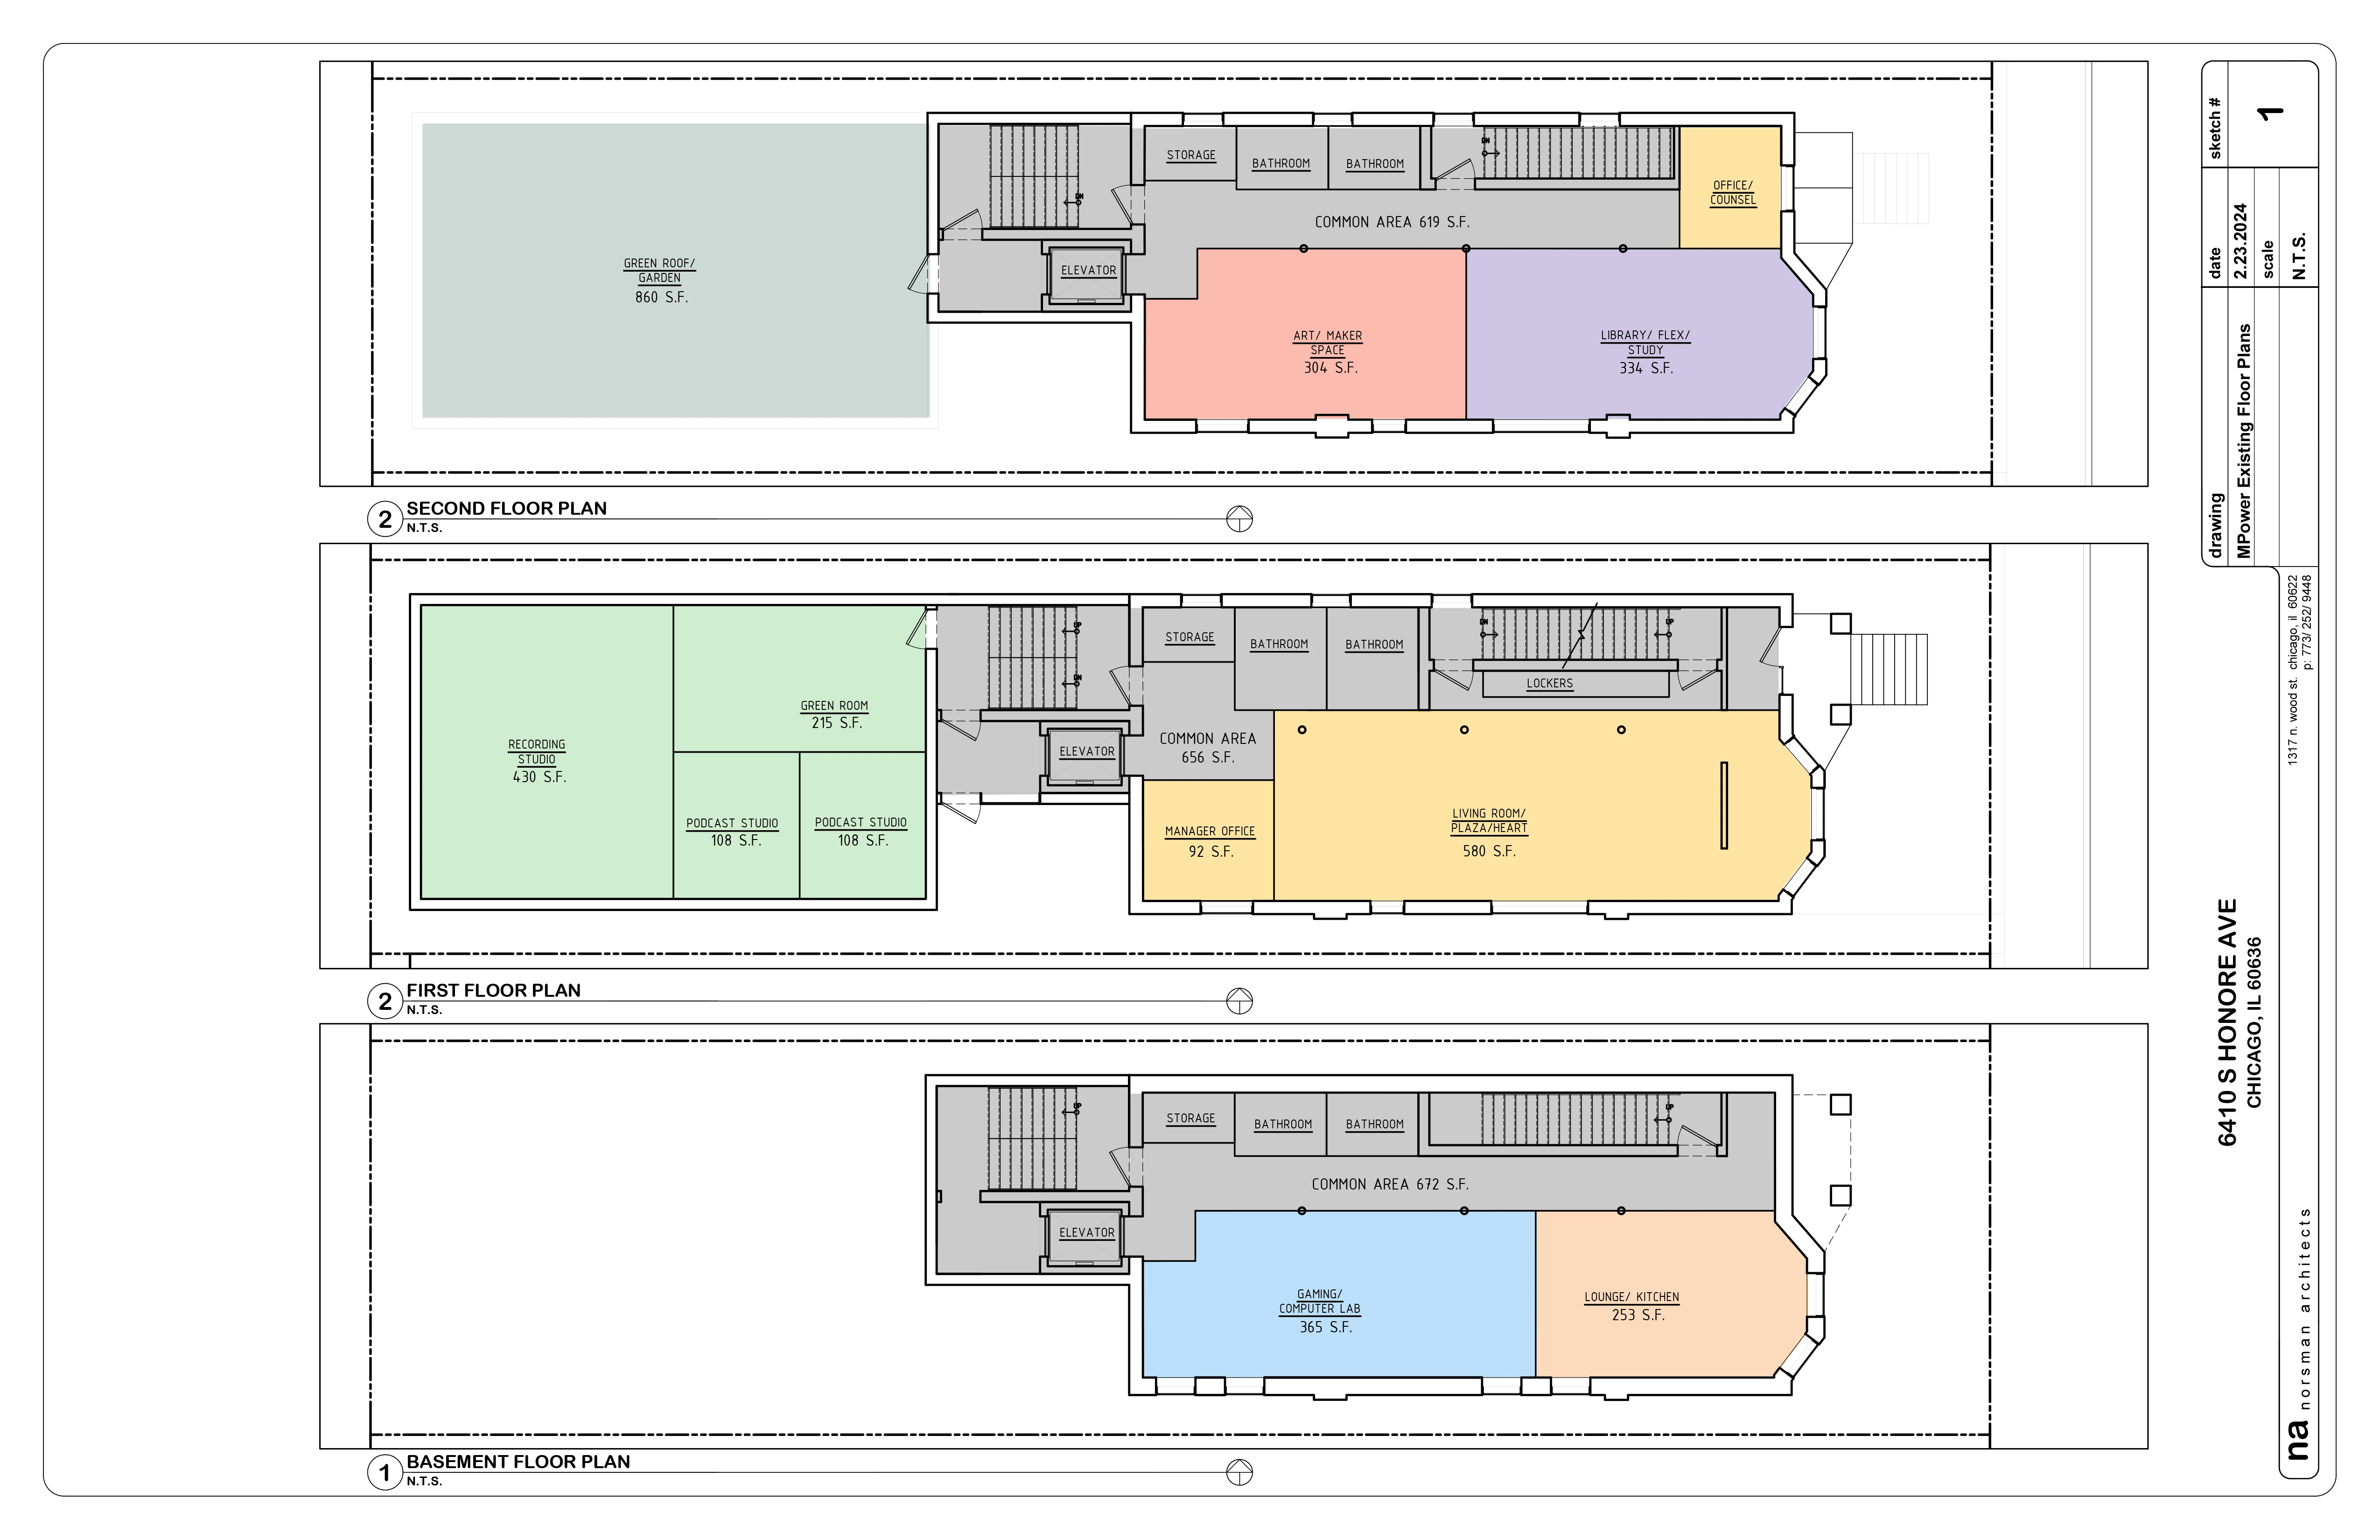 GREEN ROOF/
GARDEN
860 S.F.
DN
ELEVATOR
STORAGE
BATHROOM
BATHROOM
DN
OFFICE/
COUNSEL
COMMON AREA 619 S.F.
ART/ MAKER
SPACE
304 S.F.
LIBRARY/ FLEX/
STUDY
334 S.F.
2
SECOND FLOOR PLAN
N.T.S.
RECORDING
STUDIO
430 S.F.
GREEN ROOM
215 S.F.
PODCAST STUDIO
108 S.F.
PODCAST STUDIO
108 S.F.
UP
DN
ELEVATOR
STORAGE
BATHROOM
BATHROOM
DN
UP
LOCKERS
COMMON AREA
656 S.F.
MANAGER OFFICE
92 S.F.
LIVING ROOM/
PLAZA/HEART
580 S.F.
2
FIRST FLOOR PLAN
N.T.S.
UP
ELEVATOR
STORAGE
BATHROOM
BATHROOM
UP
COMMON AREA 672 S.F.
GAMING/
COMPUTER LAB
365 S.F.
LOUNGE/ KITCHEN
253 S.F.
1
BASEMENT FLOOR PLAN
N.T.S.
sketch #
1
date
2.23.2024
scale
N.T.S.
drawing
MPower Existing Floor Plans
1317 n. wood st. chicago, il 60622
p: 773/ 252/ 9448
6410 S HONORE AVE
CHICAGO, IL 60636
na norsman architects